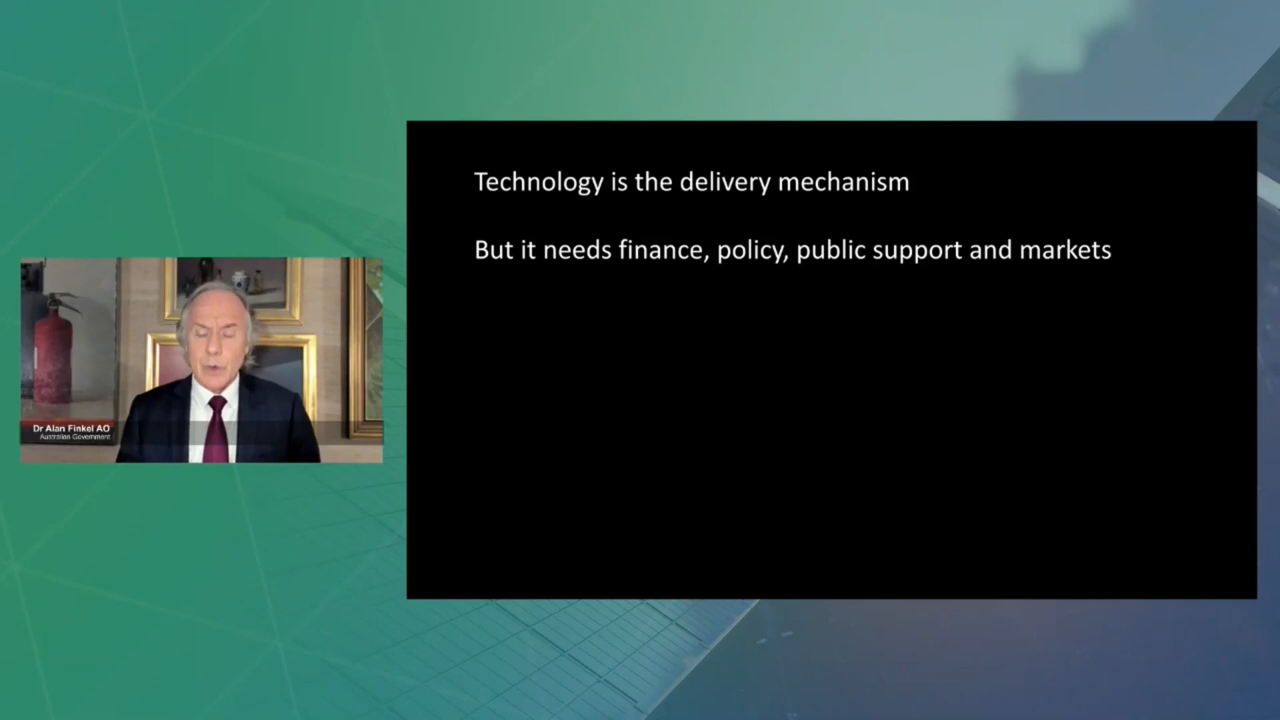 Technology is the delivery mechanism
But it needs finance, policy, public support and markets
Dr Alan Finkel AO
Australian Government